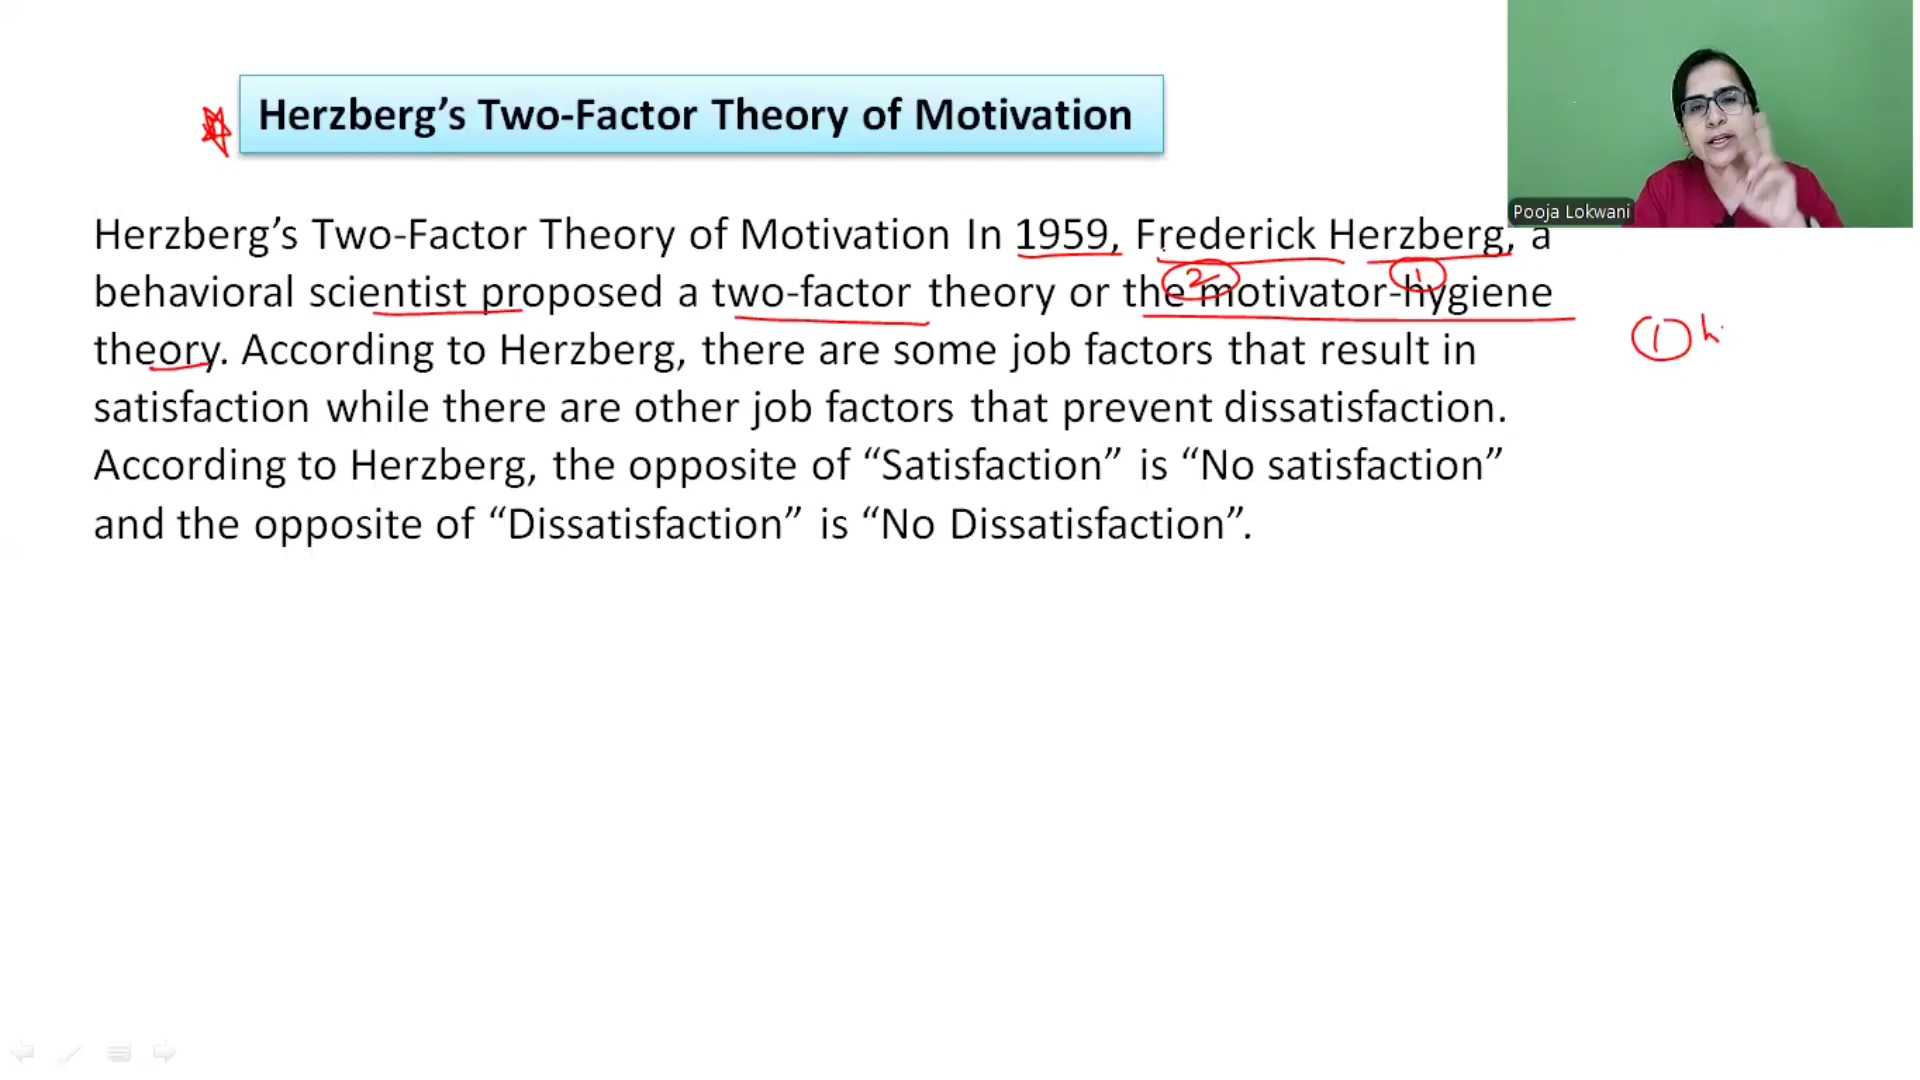 Herzberg’s Two-Factor Theory of Motivation
Pooja Lokwani
Herzberg’s Two-Factor Theory of Motivation In 1959, Frederick Herzberg, a
2 1
behavioral scientist proposed a two-factor theory or the motivator-hygiene
1 h
theory. According to Herzberg, there are some job factors that result in
satisfaction while there are other job factors that prevent dissatisfaction.
According to Herzberg, the opposite of “Satisfaction” is “No satisfaction”
and the opposite of “Dissatisfaction” is “No Dissatisfaction”.